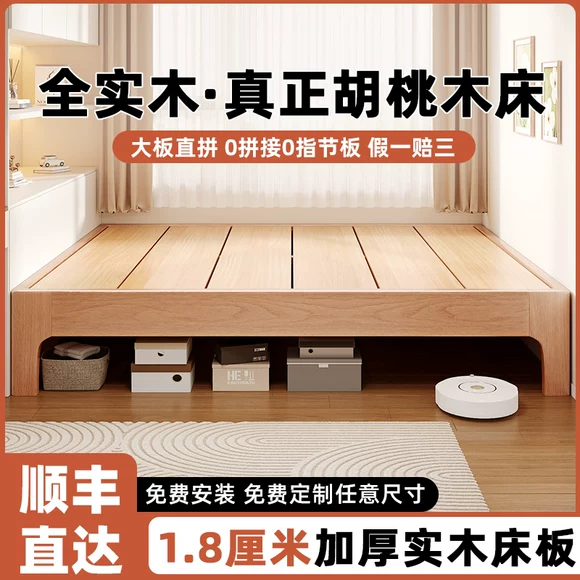 全实木·真正胡桃木床
大板直拼 0拼接0指节板 假一赔三
HE
顺丰
直达
免费安装 免费定制任意尺寸
1.8厘米加厚实木床板